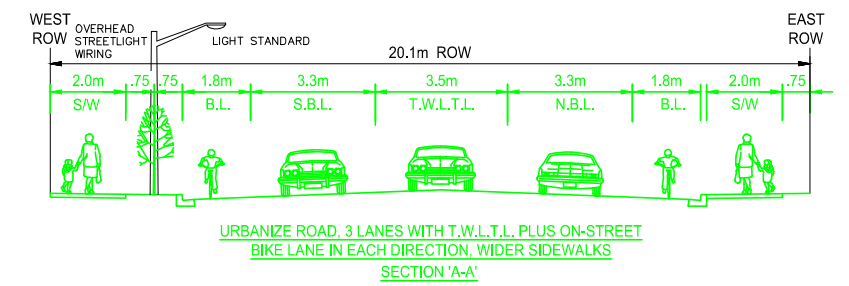 WEST
ROW
OVERHEAD
STREETLIGHT
WIRING
LIGHT STANDARD
EAST
ROW
20.1m ROW
2.0m .75 .75 1.8m 3.3m 3.5m 3.3m 1.8m 2.0m .75
S/W B.L. S.B.L. T.W.L.T.L. N.B.L. B.L. S/W
URBANIZE ROAD, 3 LANES WITH T.W.L.T.L. PLUS ON-STREET
BIKE LANE IN EACH DIRECTION, WIDER SIDEWALKS
SECTION 'A-A'